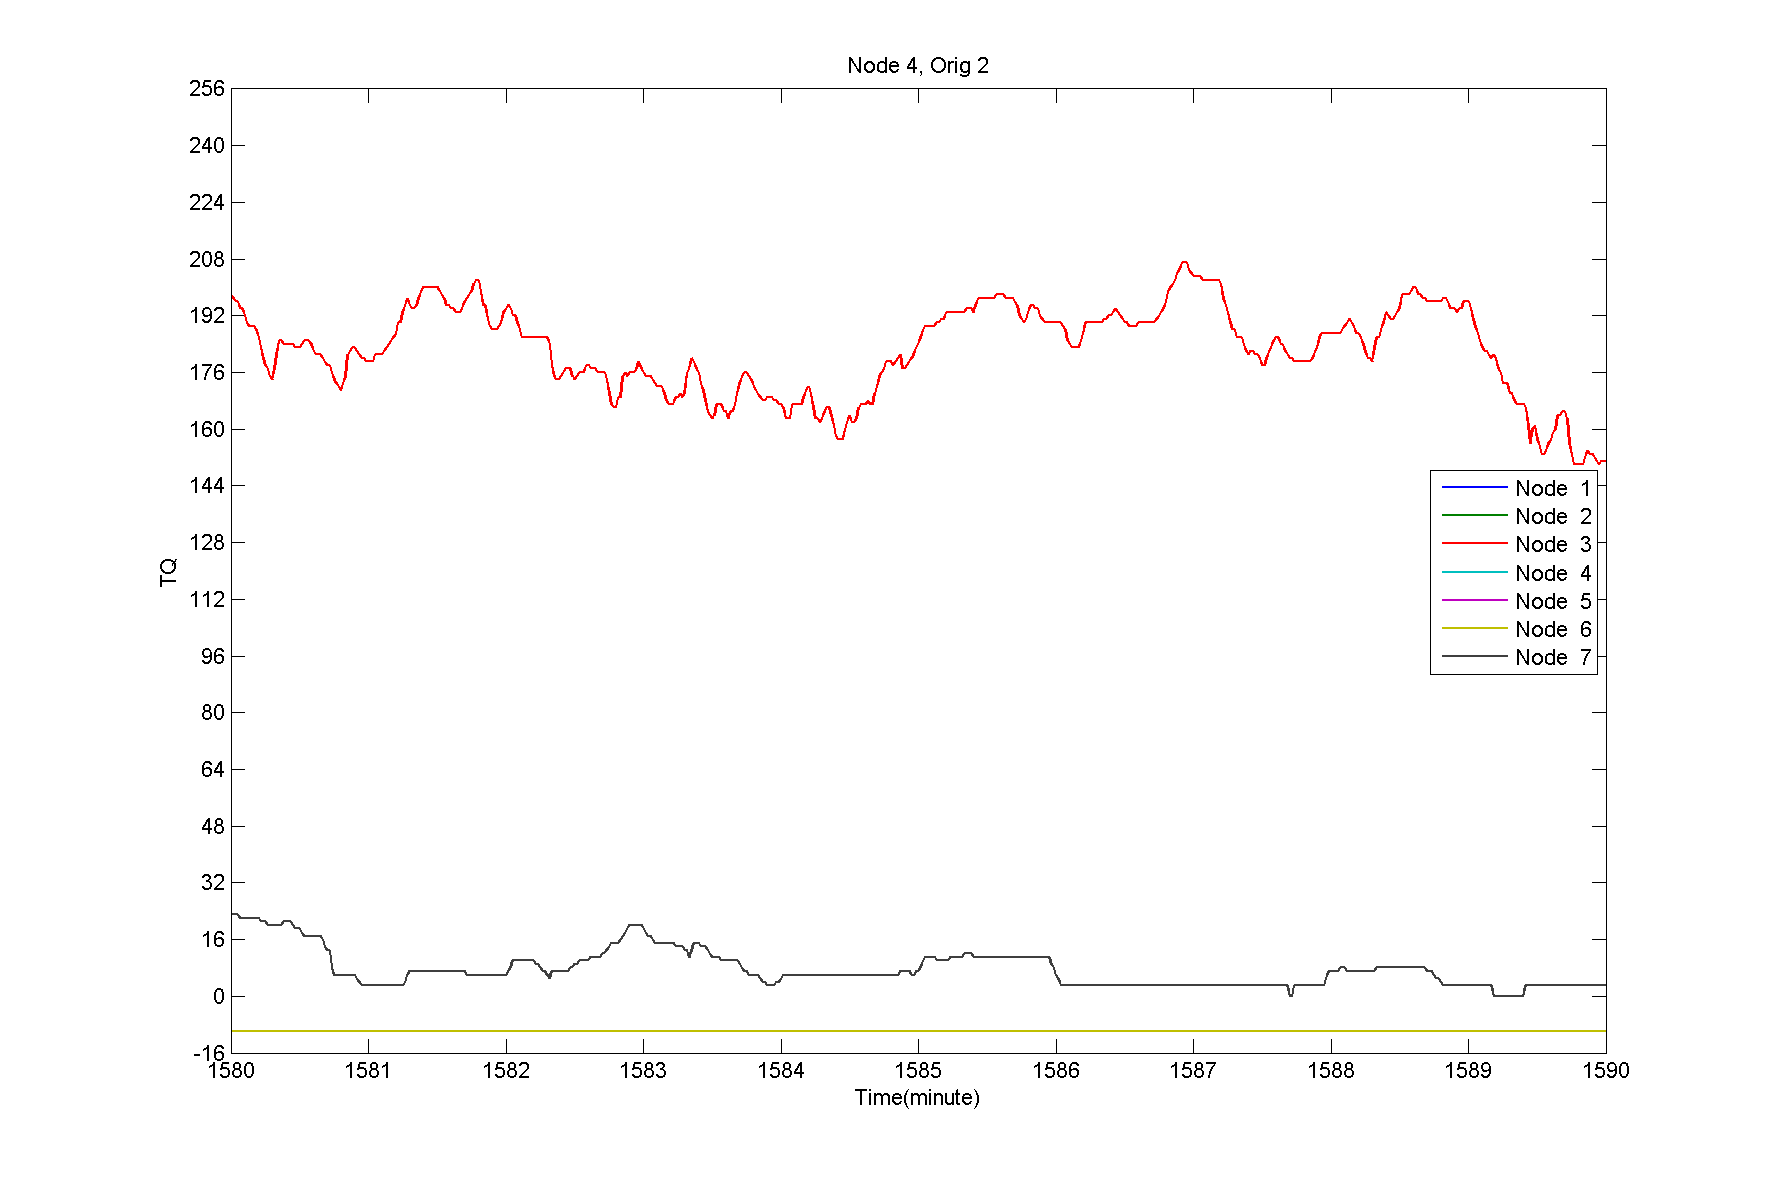 Node 4, Orig 2
256
240
224
208
192
176
160
144
128
112
96
80
64
48
32
16
0
-16
TQ
Node 1
Node 2
Node 3
Node 4
Node 5
Node 6
Node 7
1580 1581 1582 1583 1584 1585 1586 1587 1588 1589 1590
Time(minute)